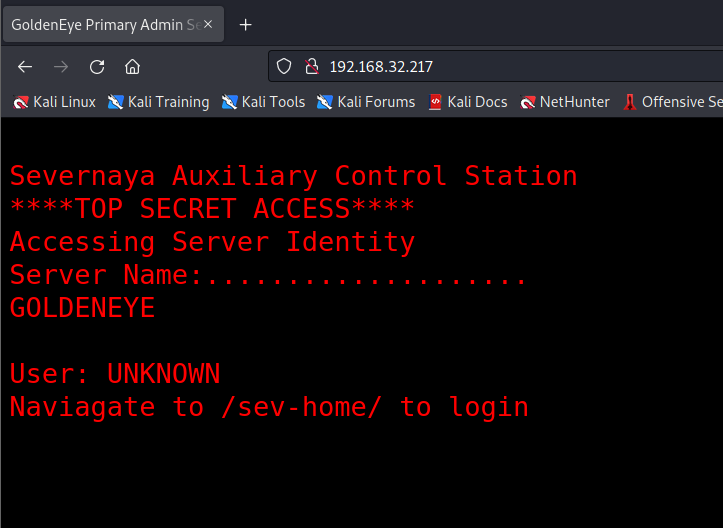 GoldenEye Primary Admin Se
192.168.32.217
Kali Linux Kali Training Kali Tools Kali Forums Kali Docs NetHunter Offensive Se
Severnaya Auxiliary Control Station
****TOP SECRET ACCESS****
Accessing Server Identity
Server Name:....................
GOLDENEYE
User: UNKNOWN
Naviagate to /sev-home/ to login